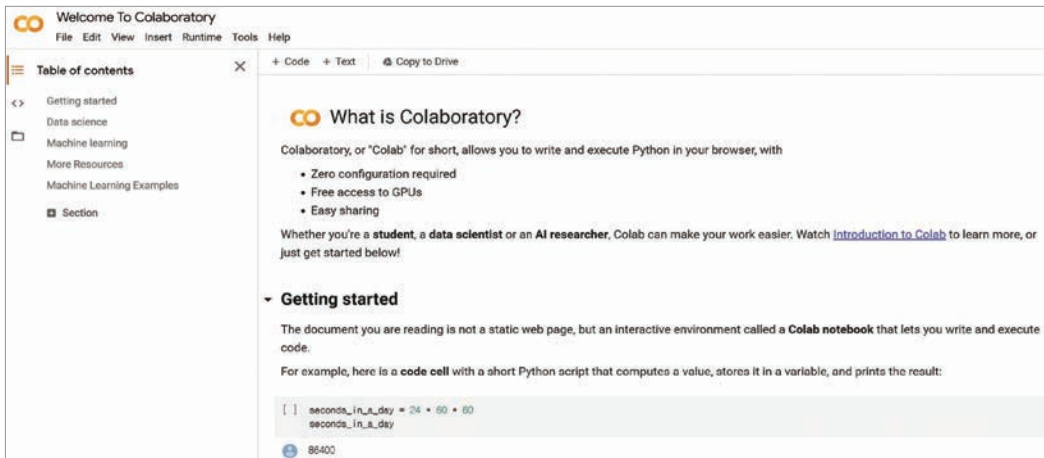 Welcome To Colaboratory
File Edit View Insert Runtime Tools Help
Table of contents
Getting started
Data science
Machine learning
More Resources
Machine Learning Examples
Section
+ Code + Text Copy to Drive
CO What is Colaboratory?
Colaboratory, or "Colab" for short, allows you to write and execute Python in your browser, with
• Zero configuration required
• Free access to GPUs
• Easy sharing
Whether you're a student, a data scientist or an AI researcher, Colab can make your work easier. Watch Introduction to Colab to learn more, or
just get started below!
Getting started
The document you are reading is not a static web page, but an interactive environment called a Colab notebook that lets you write and execute
code.
For example, here is a code cell with a short Python script that computes a value, stores it in a variable, and prints the result:
[ ] seconds_in_a_day = 24 * 60 * 60
seconds_in_a_day
86400